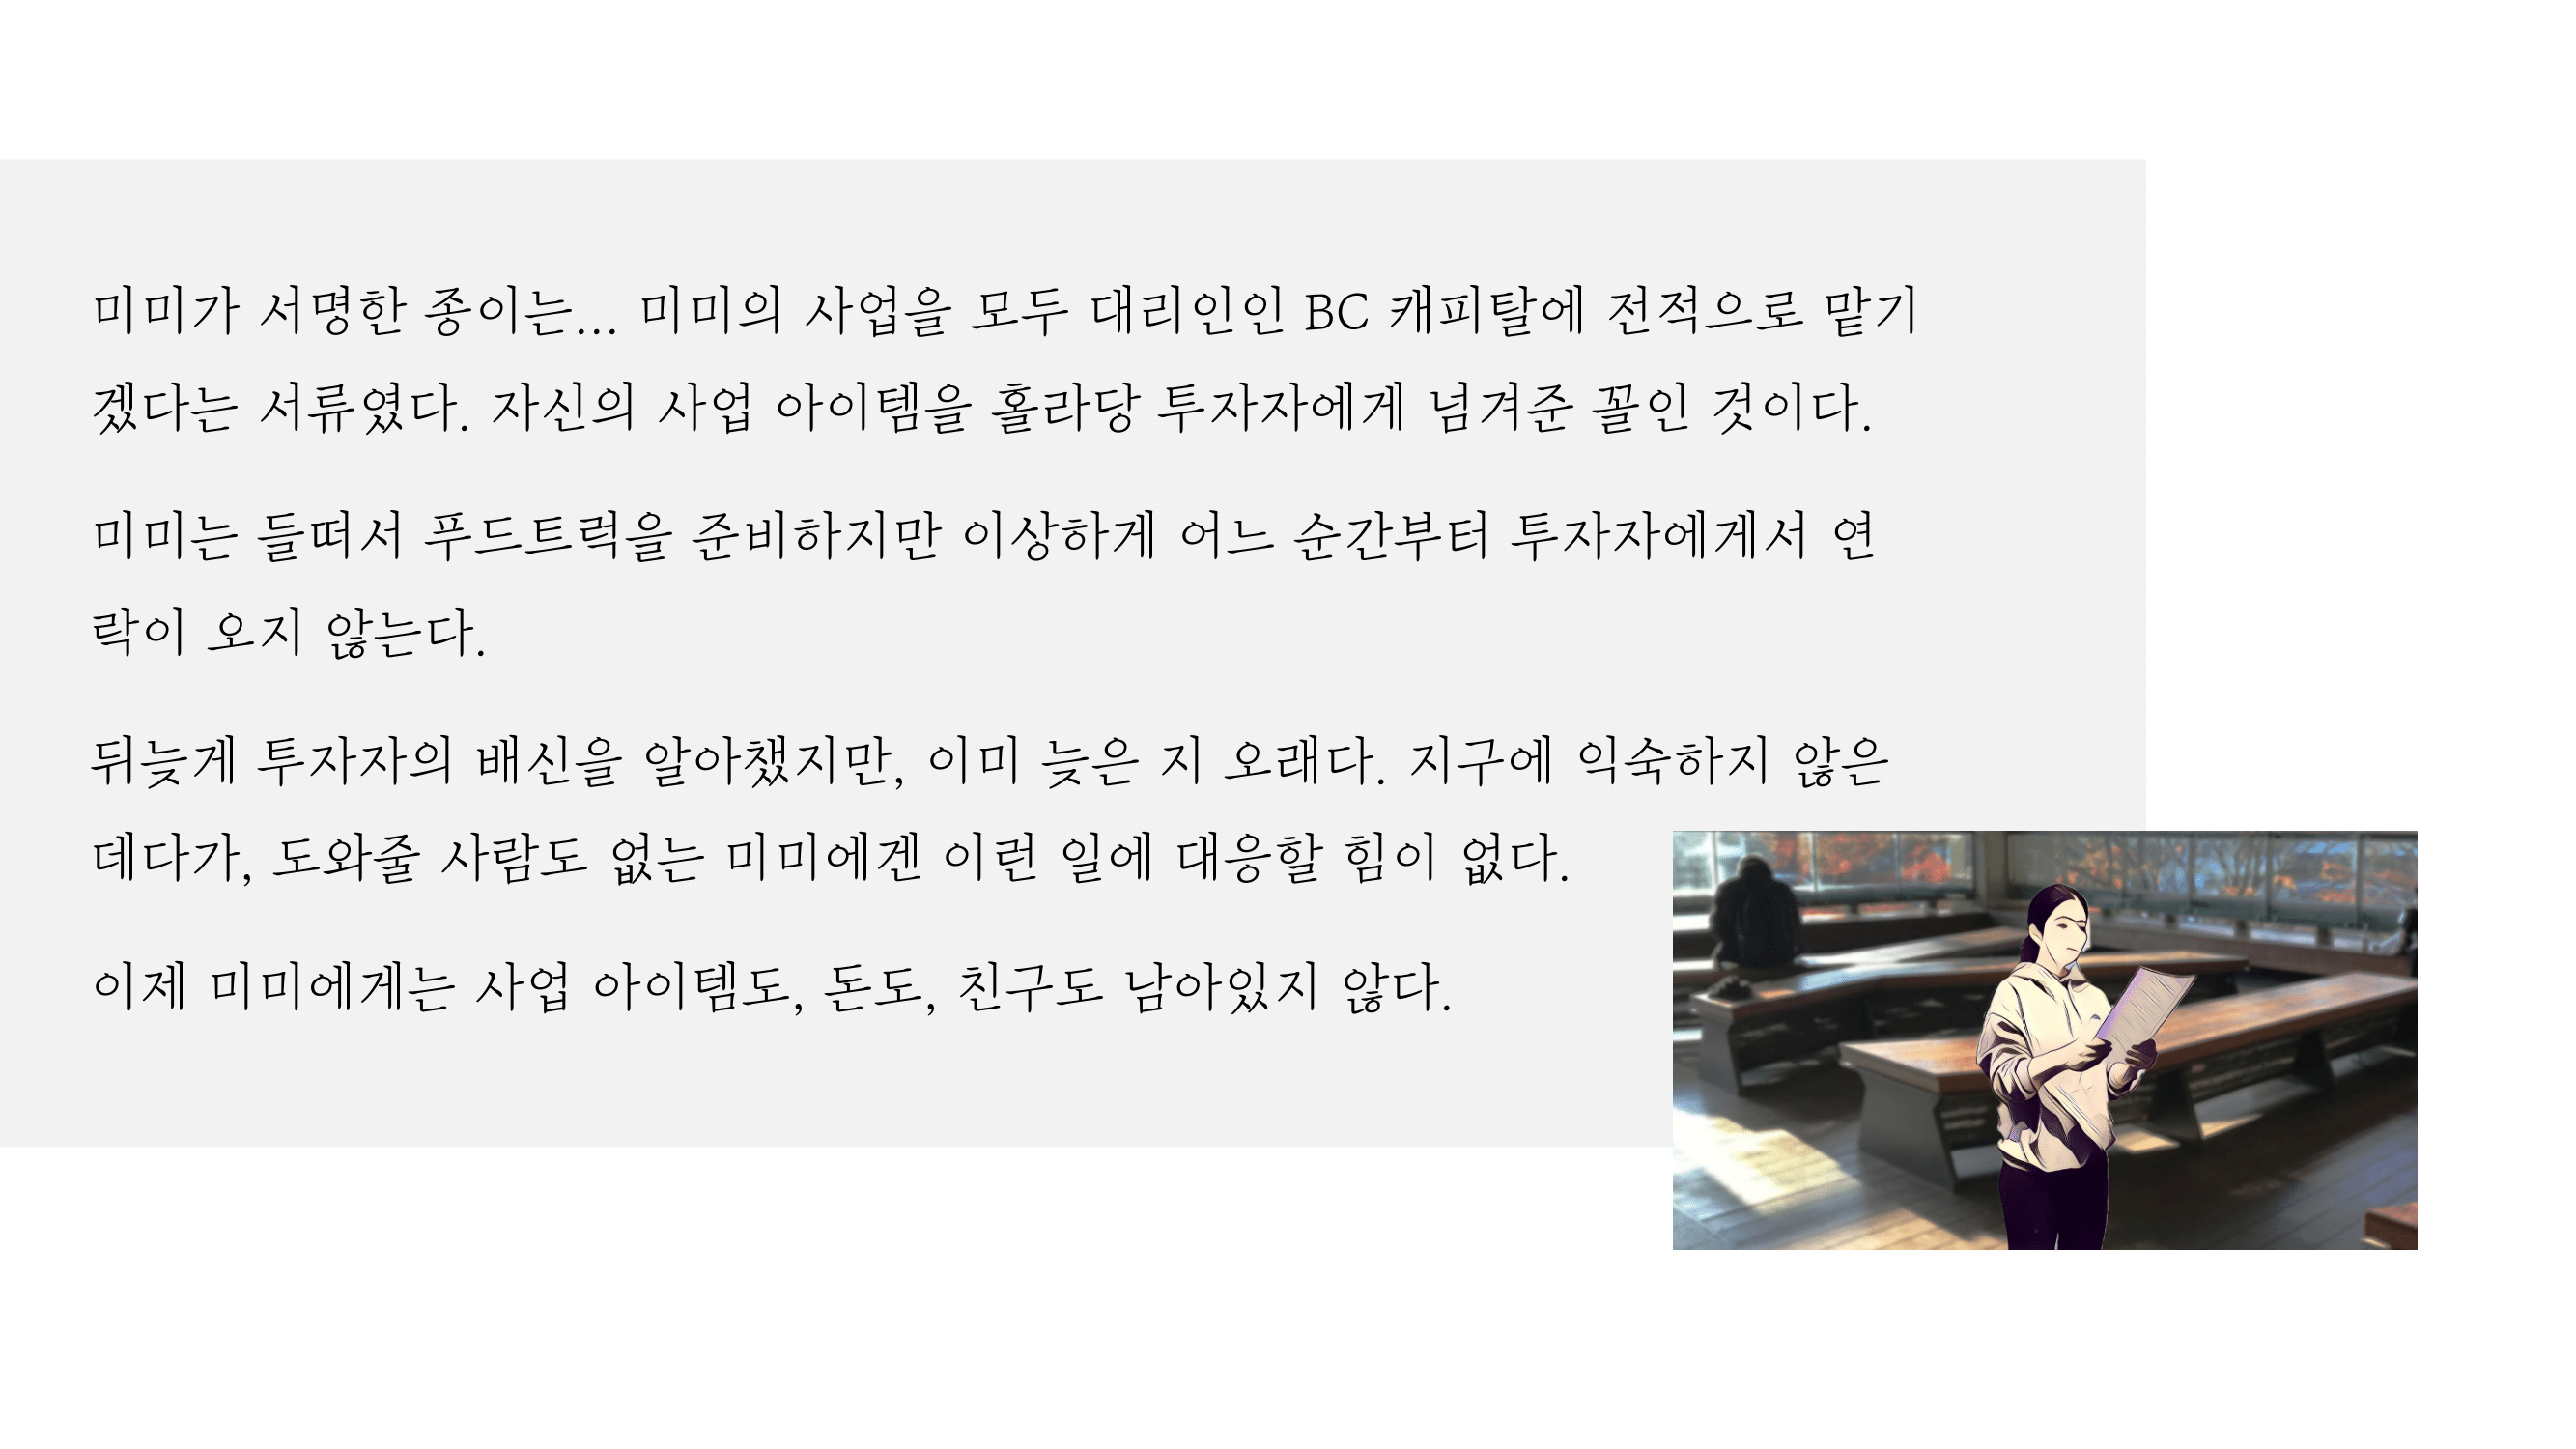 미미가 서명한 종이는... 미미의 사업을 모두 대리인인 BC 캐피탈에 전적으로 맡기
겠다는 서류였다. 자신의 사업 아이템을 홀라당 투자자에게 넘겨준 꼴인 것이다.
미미는 들떠서 푸드트럭을 준비하지만 이상하게 어느 순간부터 투자자에게서 연
락이 오지 않는다.
뒤늦게 투자자의 배신을 알아챘지만, 이미 늦은 지 오래다. 지구에 익숙하지 않은
데다가, 도와줄 사람도 없는 미미에겐 이런 일에 대응할 힘이 없다.
이제 미미에게는 사업 아이템도, 돈도, 친구도 남아있지 않다.